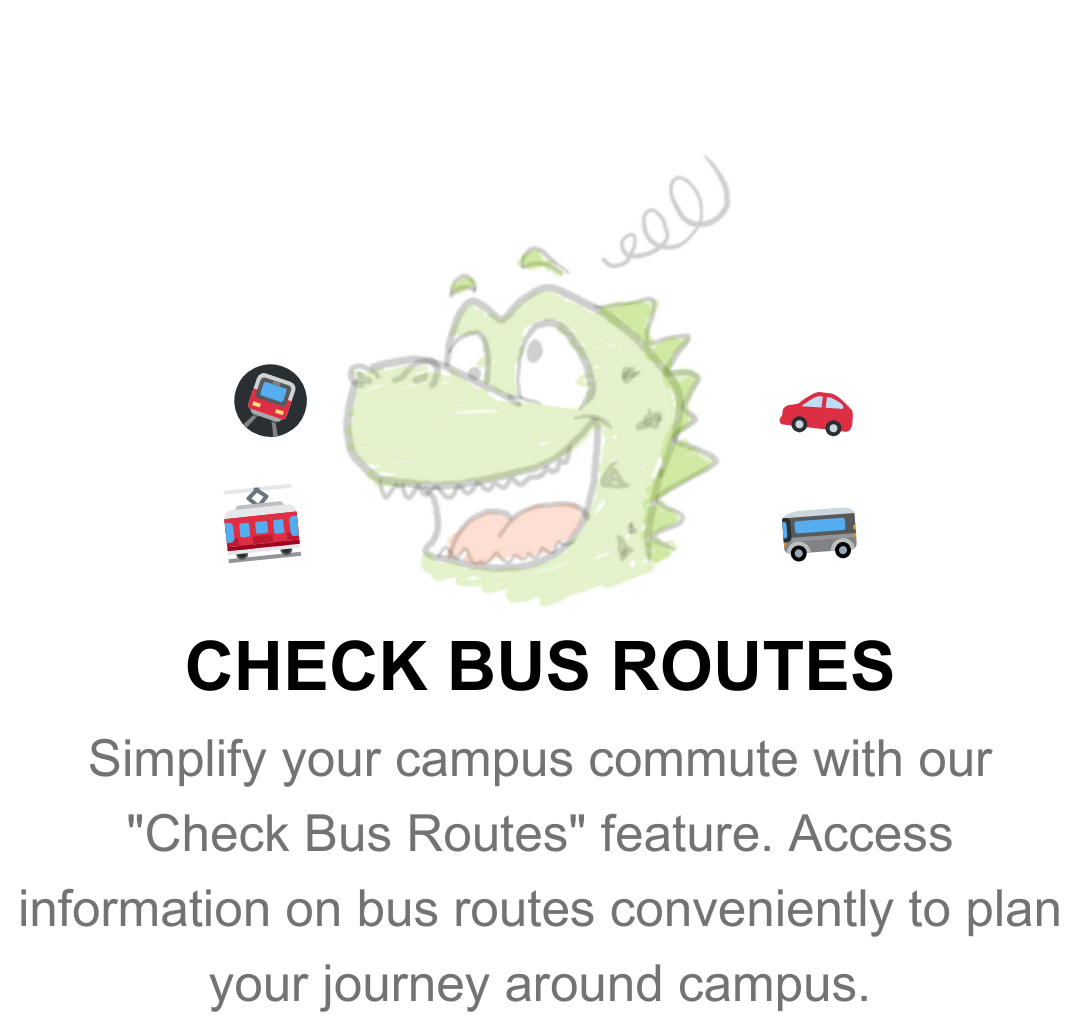 CHECK BUS ROUTES
Simplify your campus commute with our
"Check Bus Routes" feature. Access
information on bus routes conveniently to plan
your journey around campus.